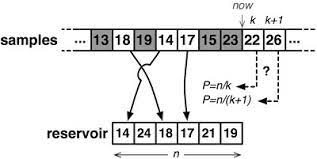 now
k k+1
samples ... 13 18 19 14 17 15 23 22 26 ...
?
P=n/k
P=n/(k+1)
reservoir 14 24 18 17 21 19
n